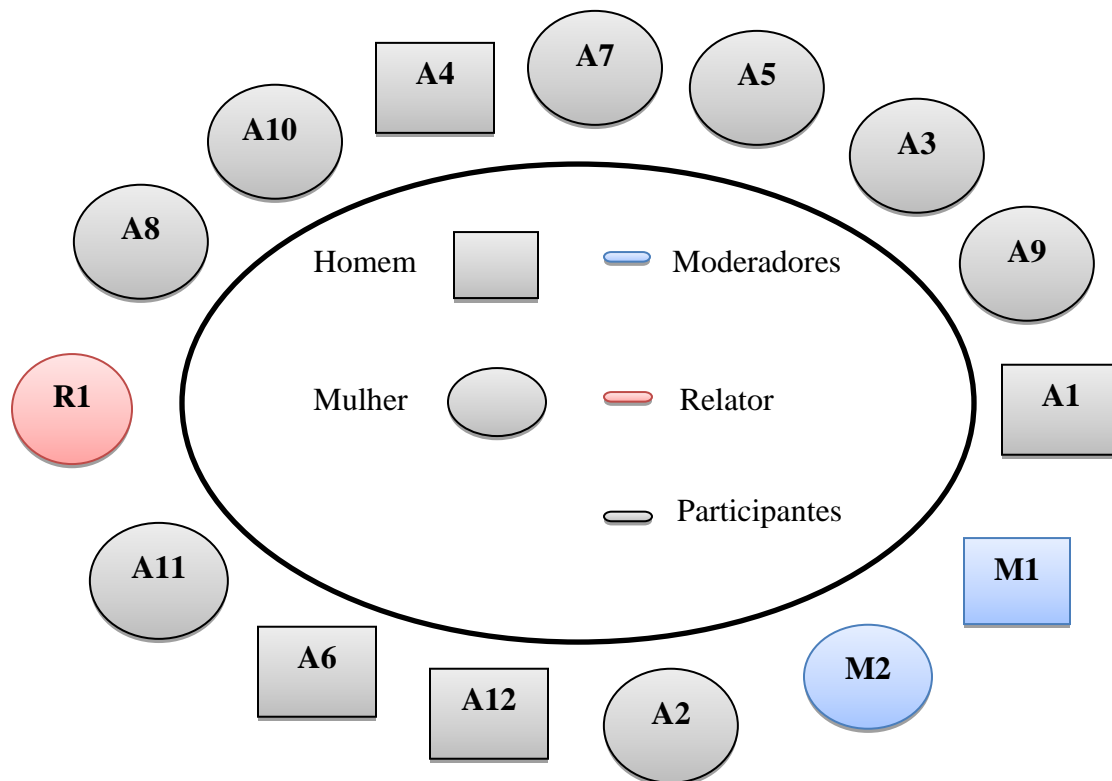 A7
A4
A5
A10
A3
A8
A9
Homem
Moderadores
R1
Mulher
Relator
A1
Participantes
A11
M1
A6
M2
A12
A2